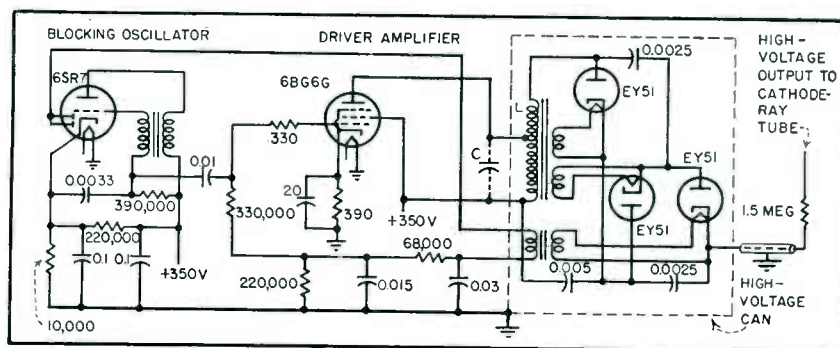 BLOCKING OSCILLATOR
DRIVER AMPLIFIER
6SR7
6BG6G
0.0025
HIGH-
VOLTAGE
OUTPUT TO
CATHODE-
RAY
TUBE
EY51
L
330
0.01
C
EY51
0.0033
390,000
20
390
330,000
+350V
EY51
1.5 MEG
220,000
68,000
0.1
0.1
+350V
220,000
0.015
0.03
0.005
0.0025
10,000
HIGH-
VOLTAGE
CAN